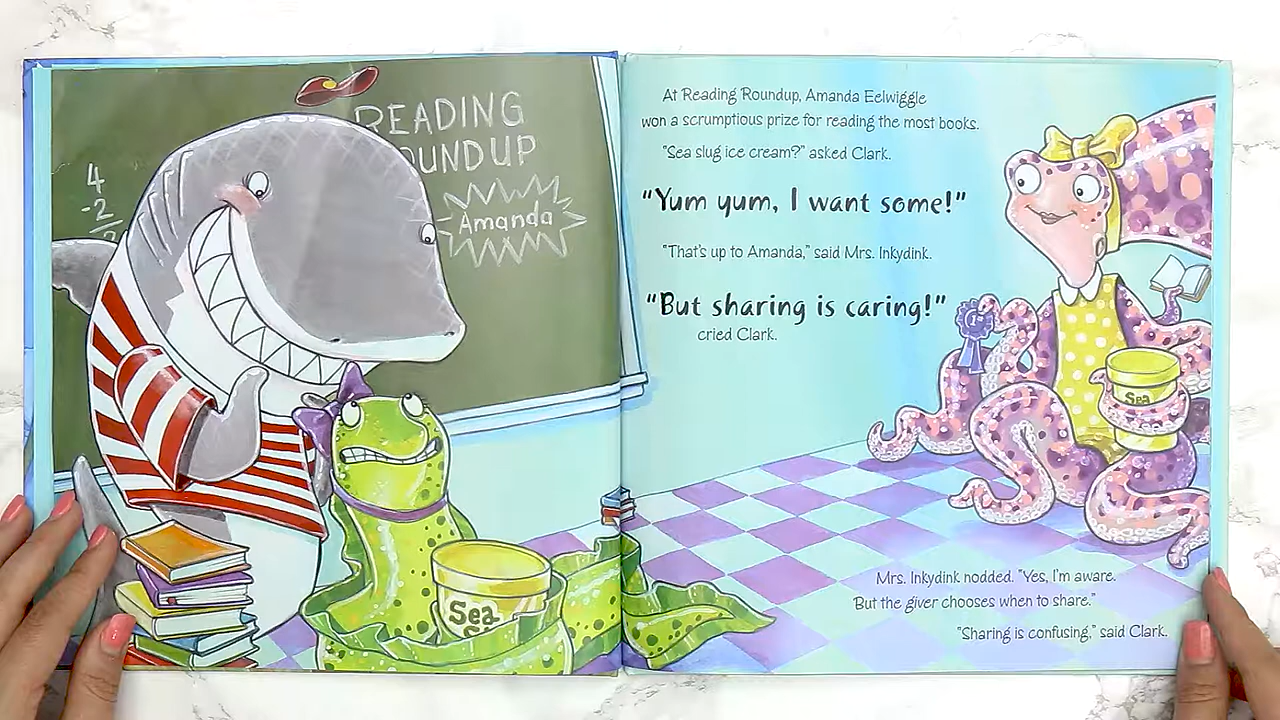 READING
OUNDUP
Amanda
4
-2
Sea
At Reading Roundup, Amanda Eelwiggle
won a scrumptious prize for reading the most books.
"Sea slug ice cream?" asked Clark.
"Yum yum, I want some!"
"That's up to Amanda," said Mrs. Inkydink.
"But sharing is caring!"
cried Clark.
1st
Sea
Mrs. Inkydink nodded. "Yes, I'm aware.
"But the giver chooses when to share."
"Sharing is confusing," said Clark.